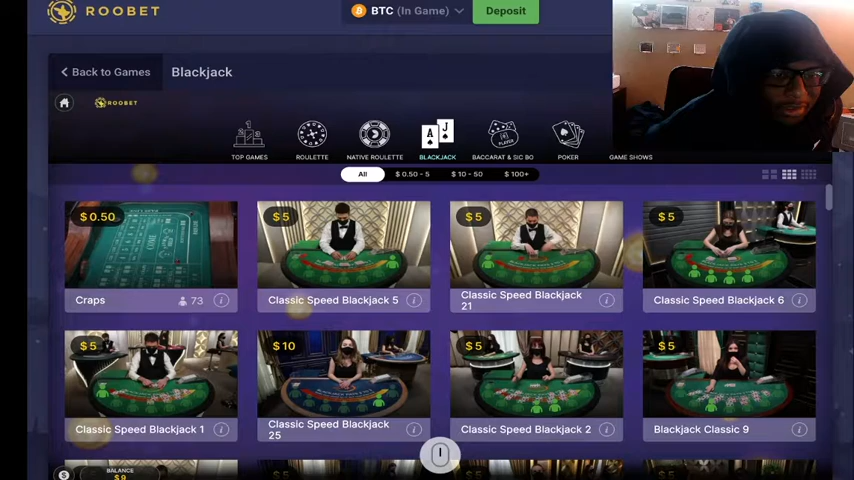 ROOBET
BTC (In Game)
Deposit
Back to Games
Blackjack
ROOBET
TOP GAMES
ROULETTE
NATIVE ROULETTE
BLACKJACK
BACCARAT & SIC BO
POKER
GAME SHOWS
All
$ 0.50 - 5
$ 10 - 50
$ 100+
$ 0.50
$ 5
$ 5
$ 5
Craps
73
Classic Speed Blackjack 5
Classic Speed Blackjack
21
Classic Speed Blackjack 6
$ 5
$ 10
$ 5
$ 5
Classic Speed Blackjack 1
Classic Speed Blackjack
25
Classic Speed Blackjack 2
Blackjack Classic 9
BALANCE